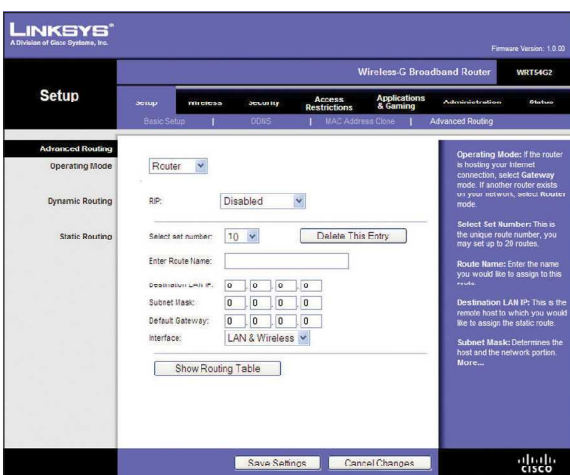 LINKSYS®
A Division of Cisco Systems, Inc.
Firmware Version: 1.0.00
Wireless-G Broadband Router
WRT54G2
Setup
Setup
Wireless
Security
Access Restrictions
Applications & Gaming
Administration
Status
Basic Setup | DDNS | MAC Address Clone | Advanced Routing
Advanced Routing
Operating Mode
Router
Dynamic Routing
RIP:
Disabled
Static Routing
Select set number:
10
Delete This Entry
Enter Route Name:
Destination LAN IP:
0 . 0 . 0 . 0
Subnet Mask:
0 . 0 . 0 . 0
Default Gateway:
0 . 0 . 0 . 0
Interface:
LAN & Wireless
Show Routing Table
Save Settings
Cancel Changes
Operating Mode: If the router
is hosting your Internet
connection, select Gateway
mode. If another router exists
on your network, select Router
mode.
Select Set Number: This is
the unique route number, you
may set up to 20 routes.
Route Name: Enter the name
you would like to assign to this
route.
Destination LAN IP: This is the
remote host to which you would
like to assign the static route.
Subnet Mask: Determines the
host and the network portion.
More...
CISCO